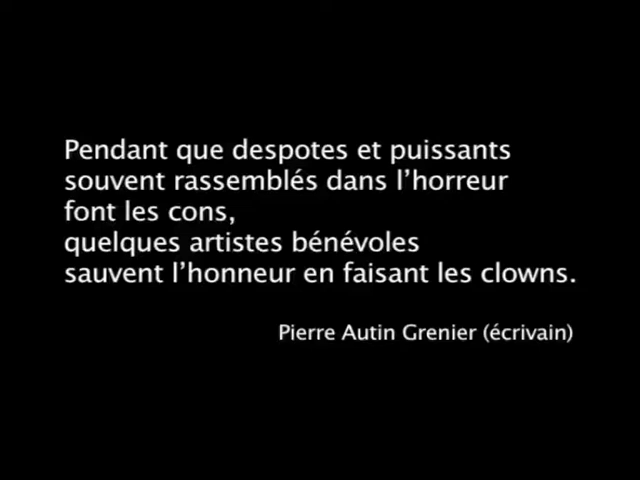 Pendant que despotes et puissants
souvent rassemblés dans l’horreur
font les cons,
quelques artistes bénévoles
sauvent l’honneur en faisant les clowns.
Pierre Autin Grenier (écrivain)